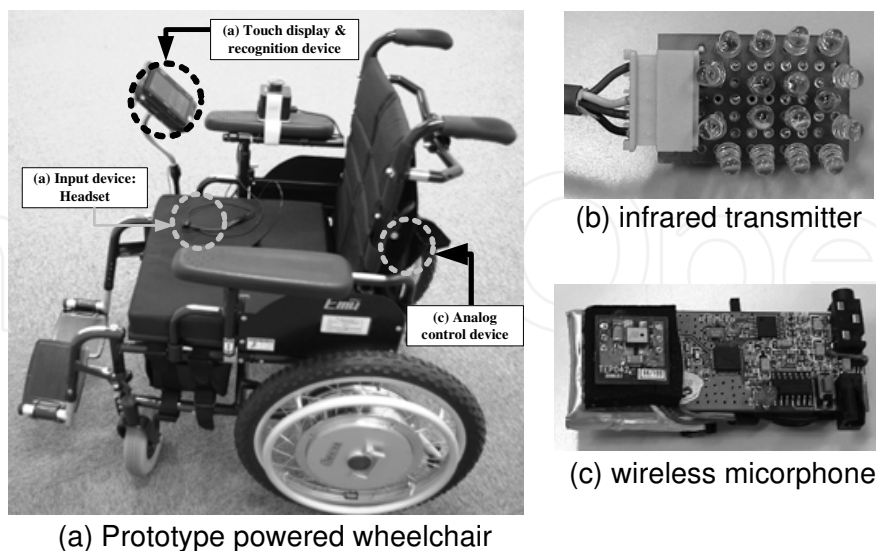 (a) Touch display &
recognition device
(a) Input device:
Headset
(c) Analog
control device
(a) Prototype powered wheelchair
(b) infrared transmitter
(c) wireless micorphone